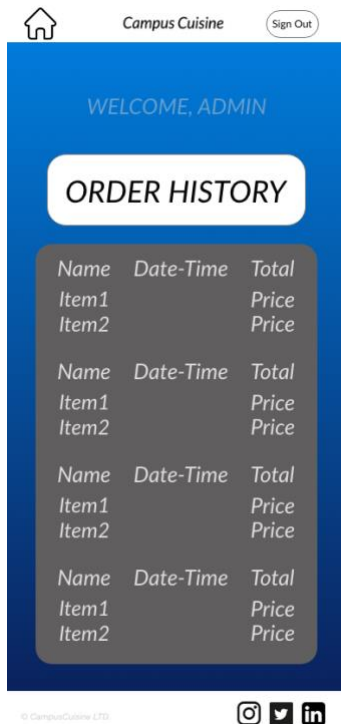 Campus Cuisine Sign Out
WELCOME, ADMIN
ORDER HISTORY
Name Date-Time Total
Item1 Price
Item2 Price
Name Date-Time Total
Item1 Price
Item2 Price
Name Date-Time Total
Item1 Price
Item2 Price
Name Date-Time Total
Item1 Price
Item2 Price
© CampusCuisine LTD.